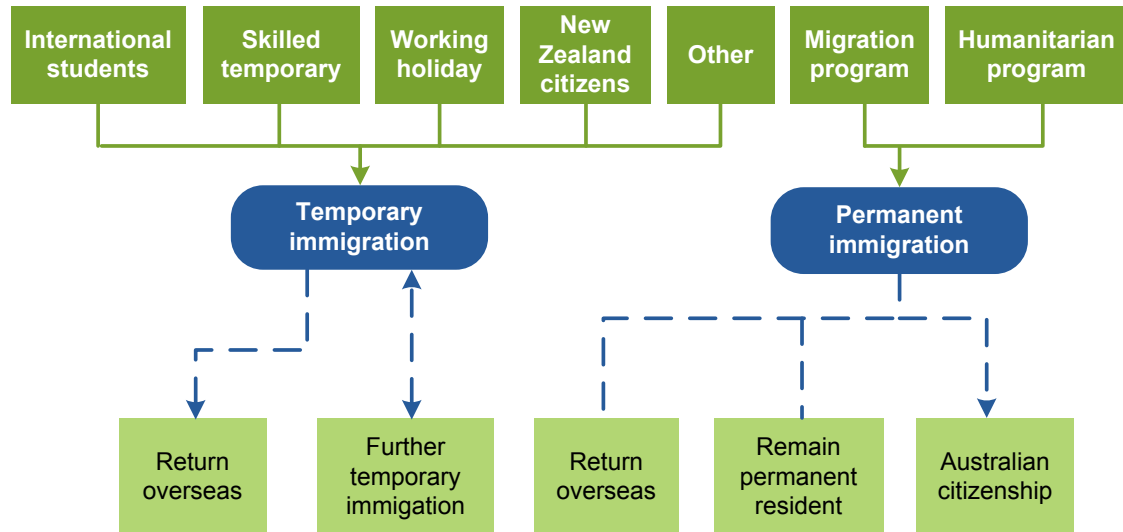 International
students
Skilled
temporary
Working
holiday
New
Zealand
citizens
Other
Migration
program
Humanitarian
program
Temporary
immigration
Permanent
immigration
Return
overseas
Further
temporary
immigation
Return
overseas
Remain
permanent
resident
Australian
citizenship